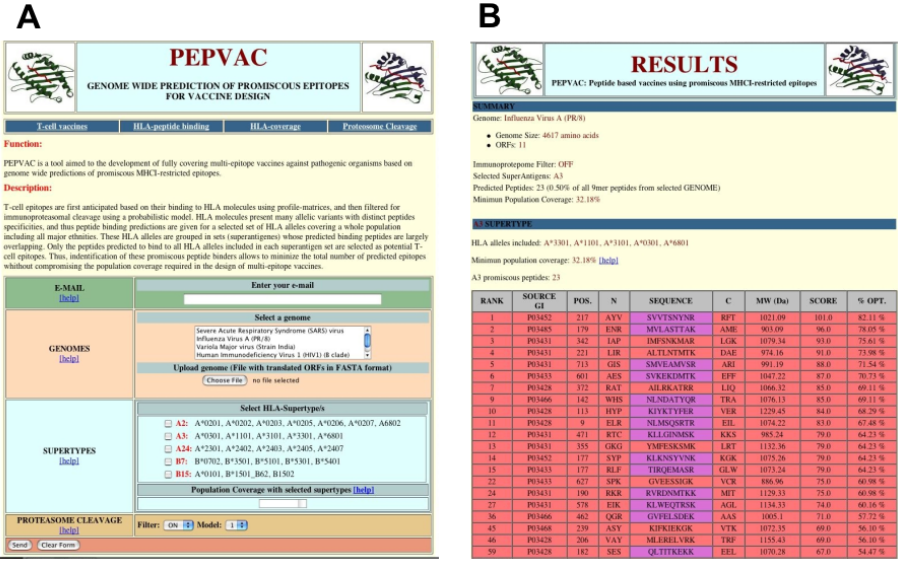 A
PEPVAC
GENOME WIDE PREDICTION OF PROMISCUOUS EPITOPES
FOR VACCINE DESIGN
T-cell vaccines HLA-peptide binding HLA-coverage Proteosome Cleavage
Function:
PEPVAC is a tool aimed to the development of fully covering multi-epitope vaccines against pathogenic organisms based on
genome wide predictions of promiscous MHCI-restricted epitopes.
Description:
T-cell epitopes are first anticipated based on their binding to HLA molecules using profile-matrices, and then filtered for
immunoproteasomal cleavage using a probabilistic model. HLA molecules present many allelic variants with distinct peptides
specificities, and thus peptide binding predictions are given for a selected set of HLA alleles covering a whole population
including all major ethnities. These HLA alleles are grouped in sets (superantigens) whose predicted binding peptides are largely
overlapping. Only the peptides predicted to bind to all HLA alleles included in each superantigen set are selected as potential T-
cell epitopes. Thus, indentification of these promiscous peptide binders allows to minimize the total number of predicted epitopes
whithout compromising the population coverage required in the design of multi-epitope vaccines.
E-MAIL
[help]
Enter your e-mail
GENOMES
[help]
Select a genome
Severe Acute Respiratory Syndrome (SARS) virus
Influenza Virus A (PR/8)
Variola Major virus (Strain India)
Human Immunodeficiency Virus 1 (HIV1) (B clade)
Upload genome (File with translated ORFs in FASTA format)
Choose File no file selected
SUPERTYPES
[help]
Select HLA-Supertype/s
A2: A*0201, A*0202, A*0203, A*0205, A*0206, A*0207, A6802
A3: A*0301, A*1101, A*3101, A*3301, A*6801
A24: A*2301, A*2402, A*2403, A*2405, A*2407
B7: B*0702, B*3501, B*5101, B*5301, B*5401
B15: A*0101, B*1501_B62, B1502
Population Coverage with selected supertypes [help]
PROTEASOME CLEAVAGE
[help]
Filter: ON Model: 1
Send Clear Form
B
RESULTS
PEPVAC: Peptide based vaccines using promiscous MHCI-restricted epitopes
SUMMARY
Genome: Influenza Virus A (PR/8)
• Genome Size: 4617 amino acids
• ORFs: 11
Immunoproteopome Filter: OFF
Selected SuperAntigens: A3
Predicted Peptides: 23 (0.50% of all 9mer peptides from selected GENOME)
Minimun Population Coverage: 32.18%
A3 SUPERTYPE
HLA alleles included: A*3301, A*1101, A*3101, A*0301, A*6801
Minimun population coverage: 32.18% [help]
A3 promiscous peptides: 23
RANK SOURCE GI POS. N SEQUENCE C MW (Da) SCORE % OPT.
1 P03452 217 AYV SVVTSNYNR RFT 1021.09 101.0 82.11 %
2 P03485 179 ENR MVLASTTAK AME 903.09 96.0 78.05 %
3 P03431 342 IAP IMFSNKMAR LGK 1079.34 93.0 75.61 %
4 P03431 221 LIR ALTLNTMTK DAE 974.16 91.0 73.98 %
5 P03431 713 GIS SMVEAMVSR ARI 991.19 88.0 71.54 %
6 P03433 601 AES SVKEKDMTK EFF 1047.22 87.0 70.73 %
7 P03428 372 RAT AILRKATRR LIQ 1066.32 85.0 69.11 %
9 P03466 142 WHS NLNDATYQR TRA 1076.13 85.0 69.11 %
10 P03428 113 HYP KIYKTYFER VER 1229.45 84.0 68.29 %
11 P03428 9 ELR NLMSQSRTR EIL 1074.22 83.0 67.48 %
12 P03431 471 RTC KLLGINMSK KKS 985.24 79.0 64.23 %
13 P03431 355 GKG YMFESKSMK LRT 1132.36 79.0 64.23 %
14 P03452 177 SYP KLKNSYVNK KGK 1075.26 79.0 64.23 %
15 P03433 177 RLF TIRQEMASR GLW 1073.24 79.0 64.23 %
22 P03433 627 SPK GVEESSIGK VCR 886.96 75.0 60.98 %
24 P03431 190 RKR RVRDNMTKK MIT 1129.33 75.0 60.98 %
27 P03431 578 EIK KLWEQTRSK AGL 1134.33 74.0 60.16 %
36 P03466 462 QGR GVFELSDEK AAS 1005.1 71.0 57.72 %
45 P03468 239 ASY KIFKIEKGK VTK 1072.35 69.0 56.10 %
46 P03428 206 VAY MLERELVRK TRF 1155.43 69.0 56.10 %
59 P03428 182 SES QLTITKEKK EEL 1070.28 67.0 54.47 %